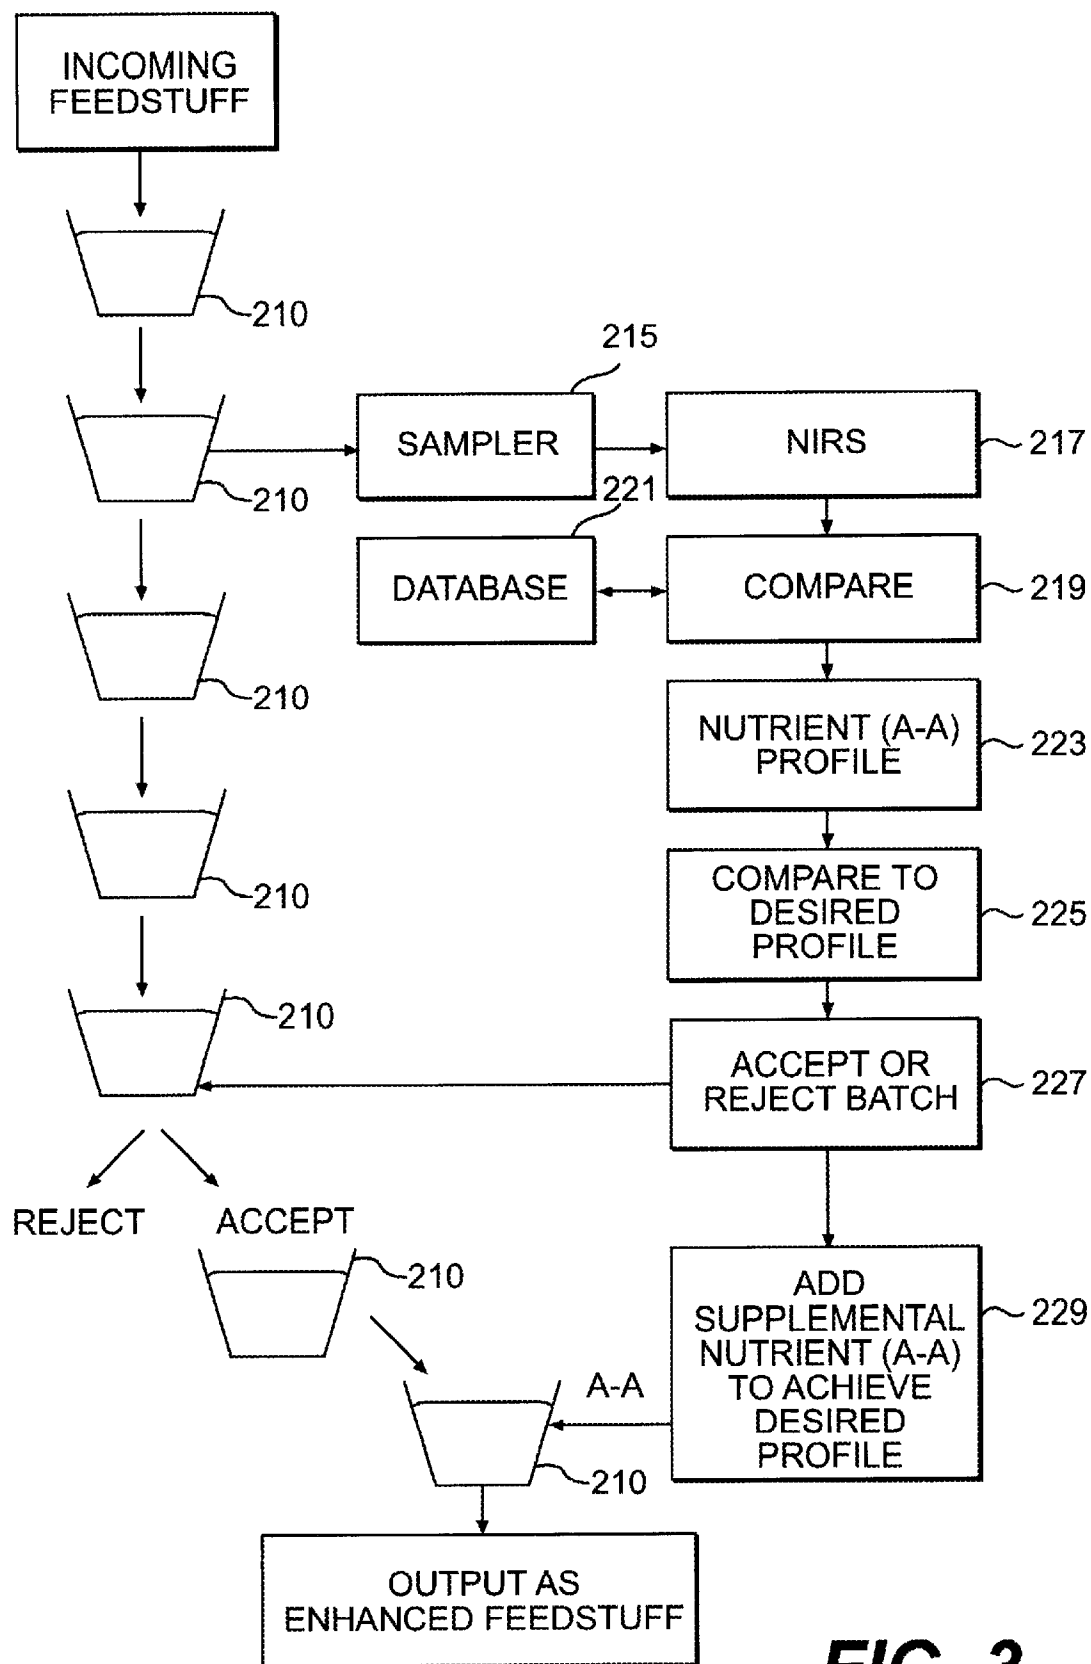 INCOMING
FEEDSTUFF
210
215
SAMPLER
NIRS
217
210
221
DATABASE
COMPARE
219
210
NUTRIENT (A-A)
PROFILE
223
210
COMPARE TO
DESIRED
PROFILE
225
210
ACCEPT OR
REJECT BATCH
227
REJECT
ACCEPT
210
ADD
SUPPLEMENTAL
NUTRIENT (A-A)
TO ACHIEVE
DESIRED
PROFILE
229
A-A
210
OUTPUT AS
ENHANCED FEEDSTUFF
FIG. 3